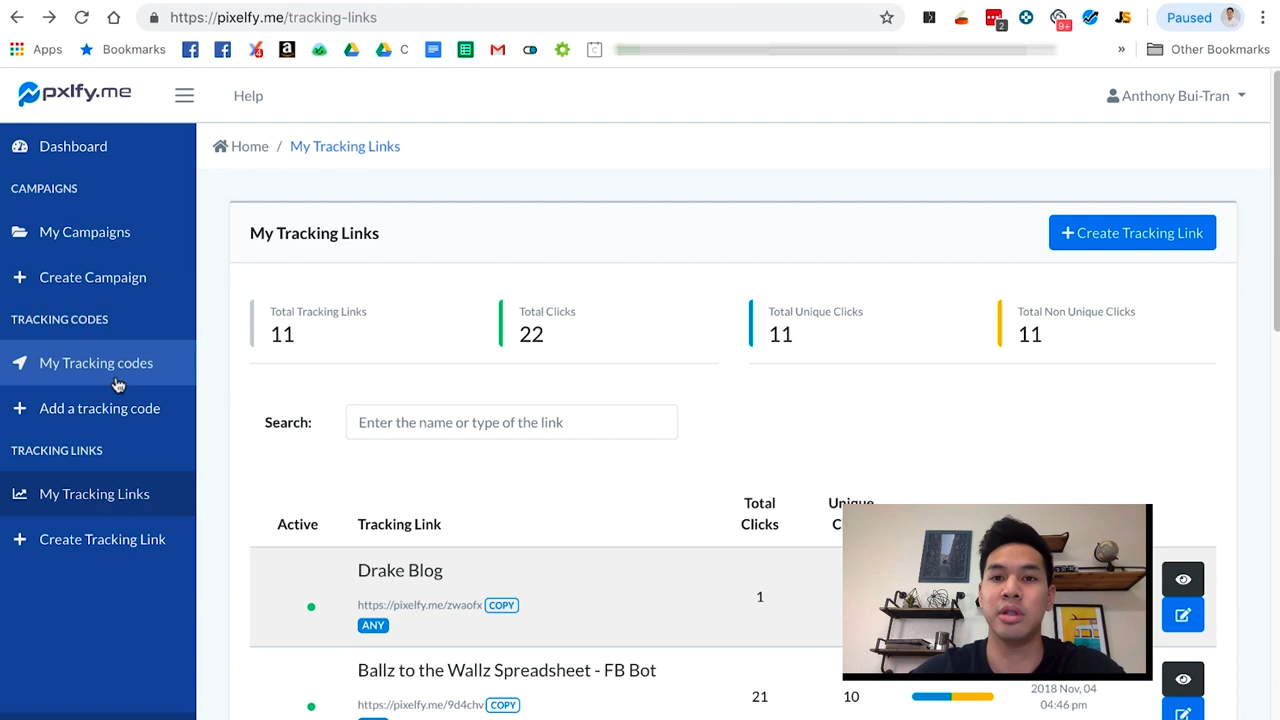 https://pixelfy.me/tracking-links
Paused
2
9+
JS
Apps
Bookmarks
C
»
Other Bookmarks
pxlfy.me
Help
Anthony Bui-Tran
Dashboard
CAMPAIGNS
My Campaigns
Create Campaign
TRACKING CODES
My Tracking codes
Add a tracking code
TRACKING LINKS
My Tracking Links
Create Tracking Link
Home / My Tracking Links
My Tracking Links
+ Create Tracking Link
Total Tracking Links
11
Total Clicks
22
Total Unique Clicks
11
Total Non Unique Clicks
11
Search:
Enter the name or type of the link
Active
Tracking Link
Total
Clicks
Unique
Drake Blog
https://pixelfy.me/zwaofx COPY
ANY
1
Ballz to the Wallz Spreadsheet - FB Bot
https://pixelfy.me/9d4chv COPY
21
10
2018 Nov, 04
04:46 pm